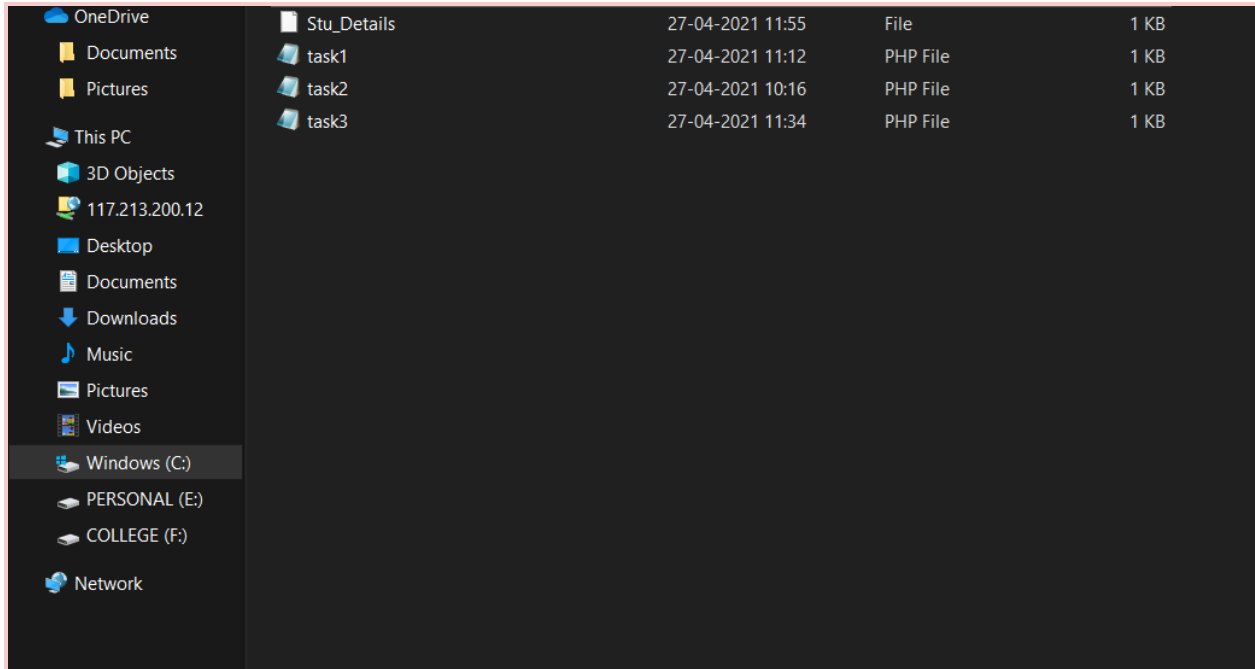 OneDrive
Documents
Pictures
This PC
3D Objects
117.213.200.12
Desktop
Documents
Downloads
Music
Pictures
Videos
Windows (C:)
PERSONAL (E:)
COLLEGE (F:)
Network
Stu_Details 27-04-2021 11:55 File 1 KB
task1 27-04-2021 11:12 PHP File 1 KB
task2 27-04-2021 10:16 PHP File 1 KB
task3 27-04-2021 11:34 PHP File 1 KB